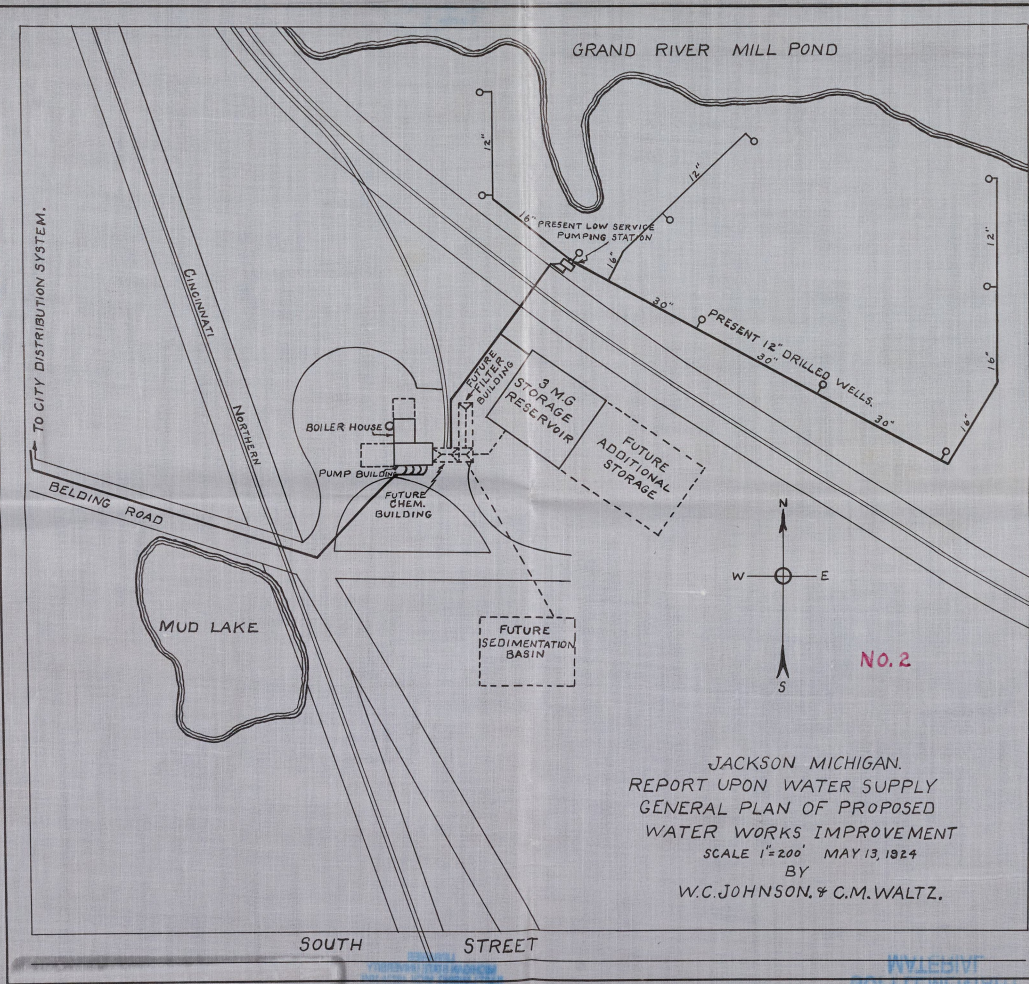 GRAND RIVER MILL POND
12"
12"
12"
16" PRESENT LOW SERVICE
PUMPING STATION
16"
30"
PRESENT 12" DRILLED WELLS.
30"
30"
16"
16"
TO CITY DISTRIBUTION SYSTEM.
CINCINNATI
NORTHERN
FUTURE
FILTER
BUILDING
3 M.G
STORAGE
RESERVOIR
FUTURE
ADDITIONAL
STORAGE
BOILER HOUSE
PUMP BUILDING
FUTURE
CHEM.
BUILDING
BELDING ROAD
N
W E
S
MUD LAKE
FUTURE
SEDIMENTATION
BASIN
NO. 2
JACKSON MICHIGAN.
REPORT UPON WATER SUPPLY
GENERAL PLAN OF PROPOSED
WATER WORKS IMPROVEMENT
SCALE 1"=200' MAY 13, 1924
BY
W.C. JOHNSON. & C.M. WALTZ.
SOUTH STREET
MATERIAL